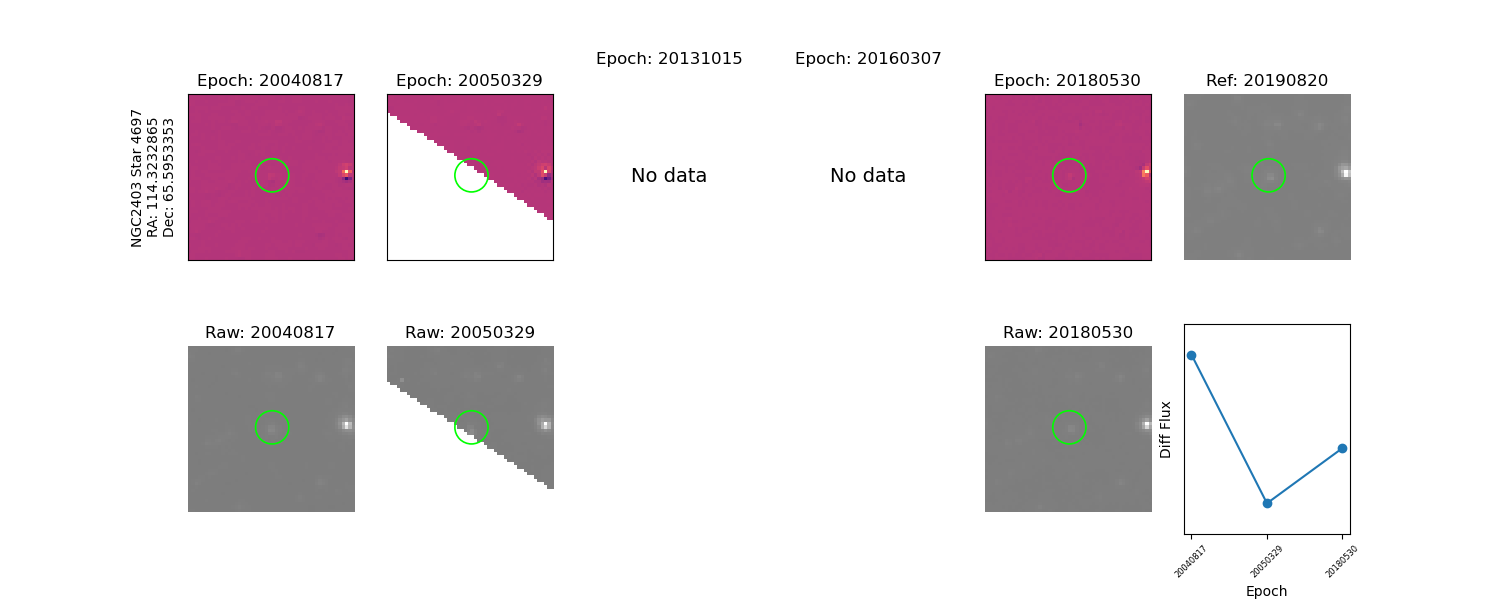 Epoch: 20040817
Epoch: 20050329
Epoch: 20131015
Epoch: 20160307
Epoch: 20180530
Ref: 20190820
NGC2403 Star 4697
RA: 114.3232865
Dec: 65.5953353
No data
No data
Raw: 20040817
Raw: 20050329
Raw: 20180530
Diff Flux
20040817
20050329
20180530
Epoch